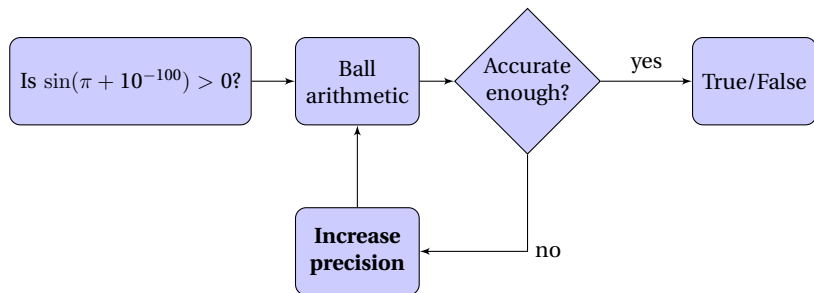 Is sin(π + 10⁻¹⁰⁰) > 0?
Ball
arithmetic
Accurate
enough?
yes
True/False
Increase
precision
no